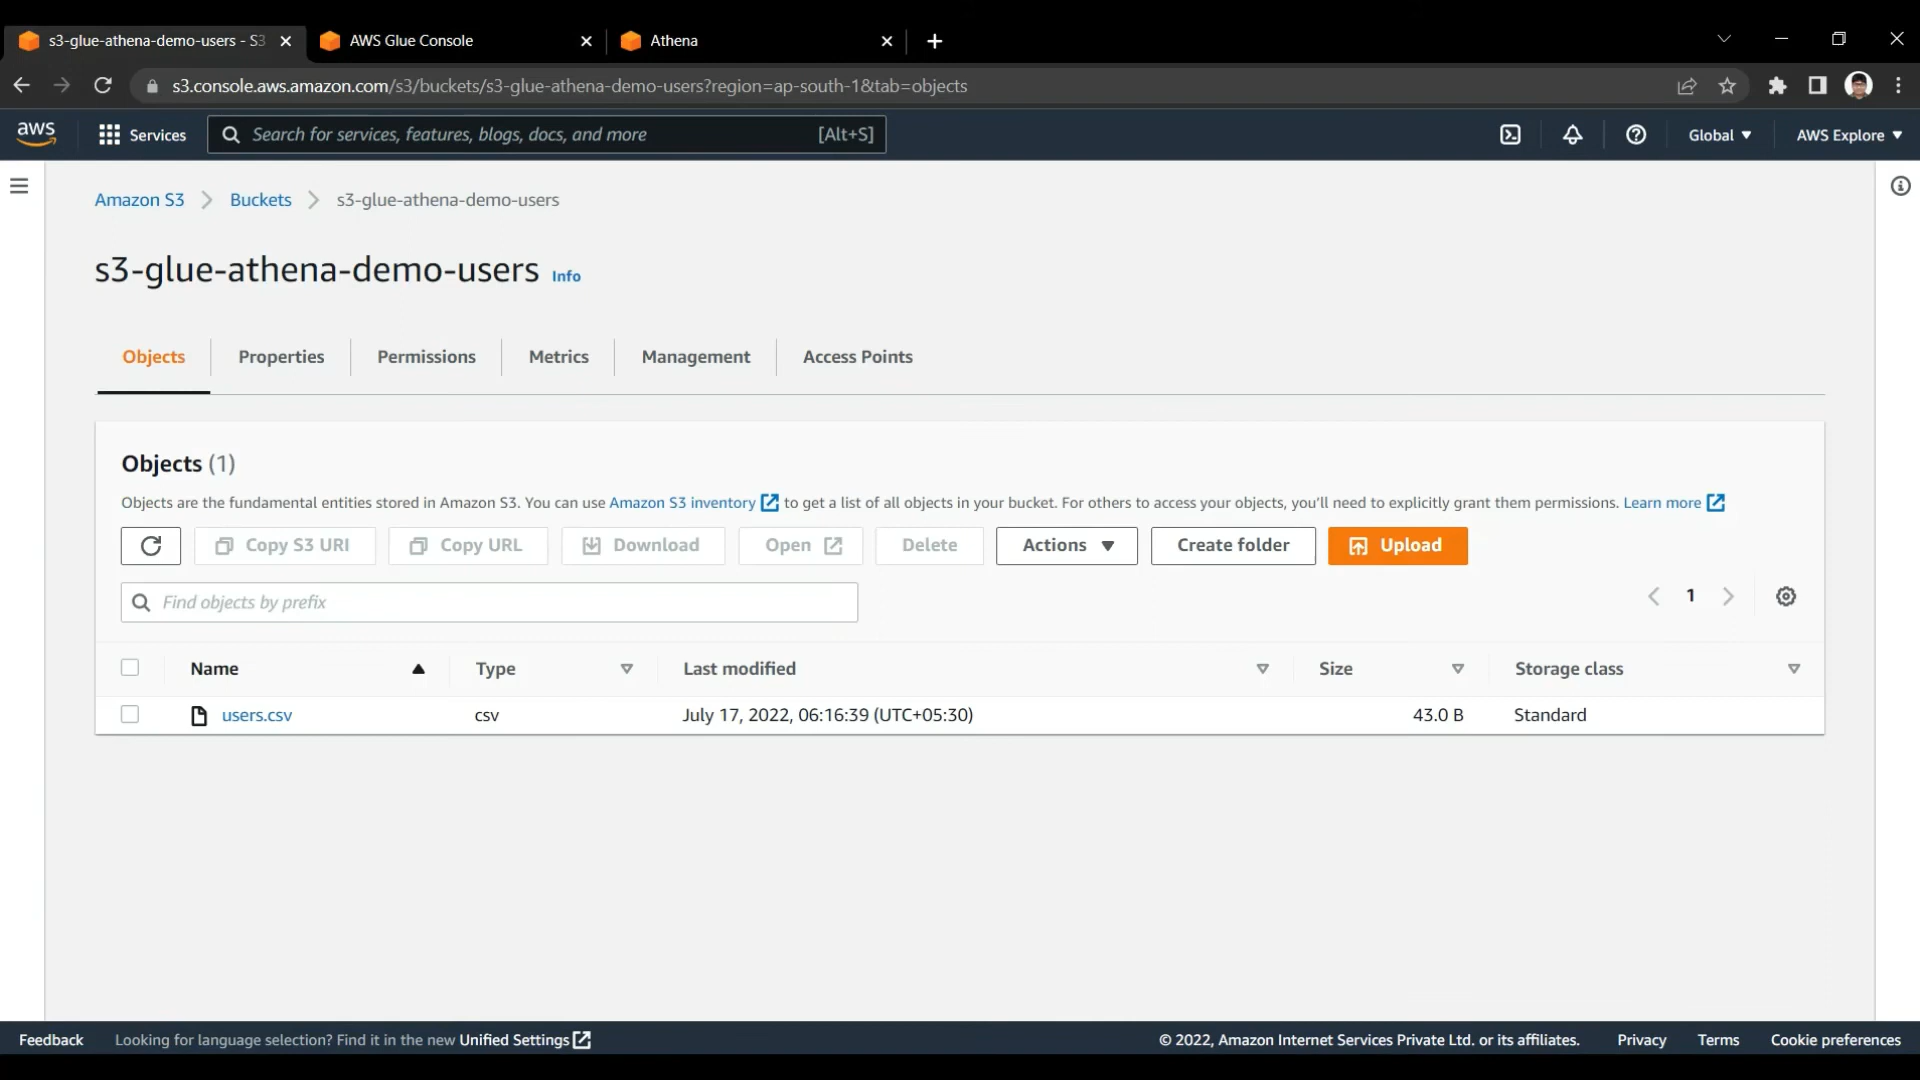 s3-glue-athena-demo-users - S3
AWS Glue Console
Athena
s3.console.aws.amazon.com/s3/buckets/s3-glue-athena-demo-users?region=ap-south-1&tab=objects
aws
Services
Search for services, features, blogs, docs, and more
[Alt+S]
Global
AWS Explore
Amazon S3
Buckets
s3-glue-athena-demo-users
s3-glue-athena-demo-users Info
Objects
Properties
Permissions
Metrics
Management
Access Points
Objects (1)
Objects are the fundamental entities stored in Amazon S3. You can use Amazon S3 inventory to get a list of all objects in your bucket. For others to access your objects, you'll need to explicitly grant them permissions. Learn more
Copy S3 URI
Copy URL
Download
Open
Delete
Actions
Create folder
Upload
Find objects by prefix
1
Name
Type
Last modified
Size
Storage class
users.csv
csv
July 17, 2022, 06:16:39 (UTC+05:30)
43.0 B
Standard
Feedback
Looking for language selection? Find it in the new Unified Settings
© 2022, Amazon Internet Services Private Ltd. or its affiliates.
Privacy
Terms
Cookie preferences